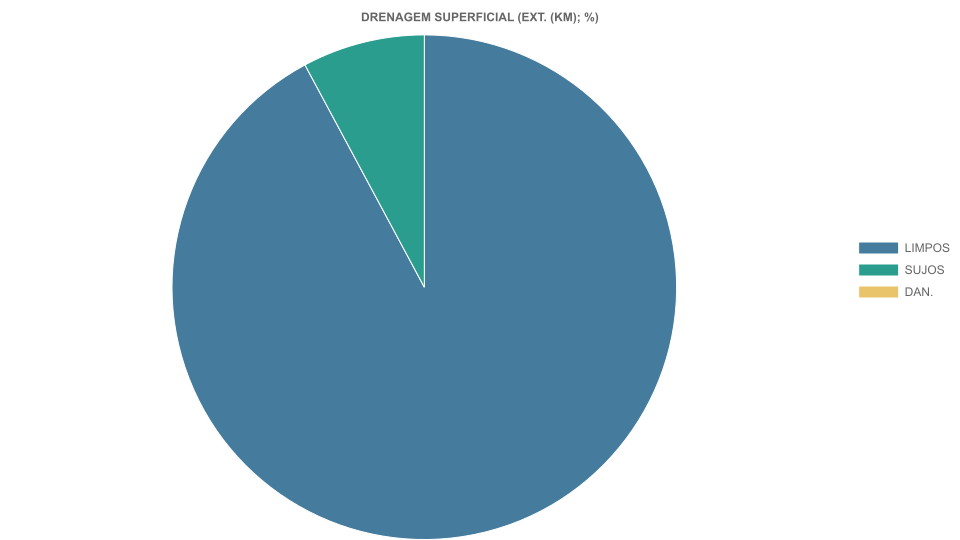 DRENAGEM SUPERFICIAL (EXT. (KM); %)
LIMPOS
SUJOS
DAN.